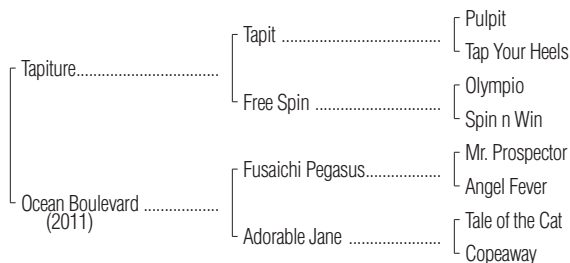 Pulpit
Tapit ........................................
Tap Your Heels
Tapiture....................................
Olympio
Free Spin ................................
Spin n Win
Mr. Prospector
Fusaichi Pegasus...................
Angel Fever
Ocean Boulevard ...................
(2011)
Tale of the Cat
Adorable Jane .......................
Copeaway